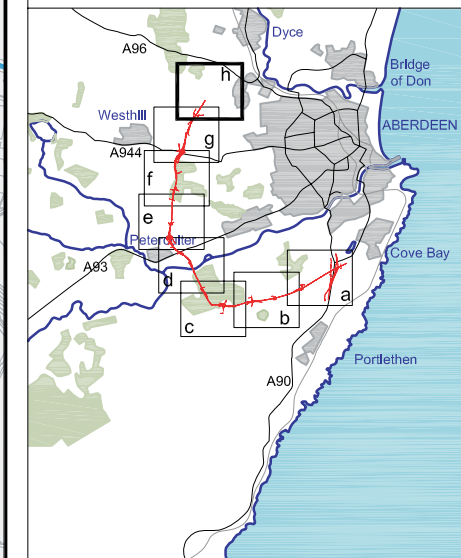 Dyce
A96
h
Bridge
of Don
Westhill
ABERDEEN
g
A944
f
e
Peterculter
Cove Bay
A93
d
a
b
c
Portlethen
A90